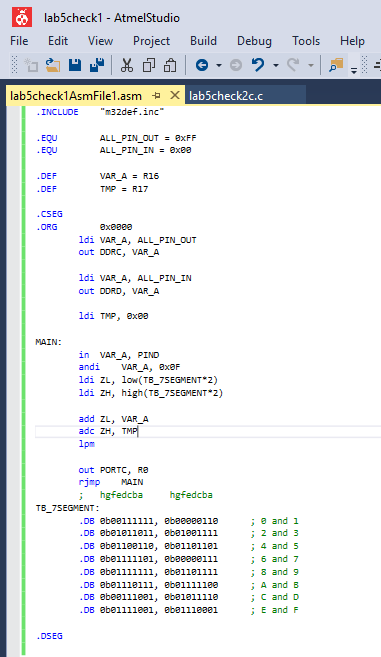 lab5check1 - AtmelStudio
File Edit View Project Build Debug Tools Help
lab5check1AsmFile1.asm lab5check2c.c
.INCLUDE "m32def.inc"
.EQU ALL_PIN_OUT = 0xFF
.EQU ALL_PIN_IN = 0x00
.DEF VAR_A = R16
.DEF TMP = R17
.CSEG
.ORG 0x0000
ldi VAR_A, ALL_PIN_OUT
out DDRC, VAR_A
ldi VAR_A, ALL_PIN_IN
out DDRD, VAR_A
ldi TMP, 0x00
MAIN:
in VAR_A, PIND
andi VAR_A, 0x0F
ldi ZL, low(TB_7SEGMENT*2)
ldi ZH, high(TB_7SEGMENT*2)
add ZL, VAR_A
adc ZH, TMP
lpm
out PORTC, R0
rjmp MAIN
; hgfedcba hgfedcba
TB_7SEGMENT:
.DB 0b00111111, 0b00000110 ; 0 and 1
.DB 0b01011011, 0b01001111 ; 2 and 3
.DB 0b01100110, 0b01101101 ; 4 and 5
.DB 0b01111101, 0b00000111 ; 6 and 7
.DB 0b01111111, 0b01101111 ; 8 and 9
.DB 0b01110111, 0b01111100 ; A and B
.DB 0b00111001, 0b01011110 ; C and D
.DB 0b01111001, 0b01110001 ; E and F
.DSEG